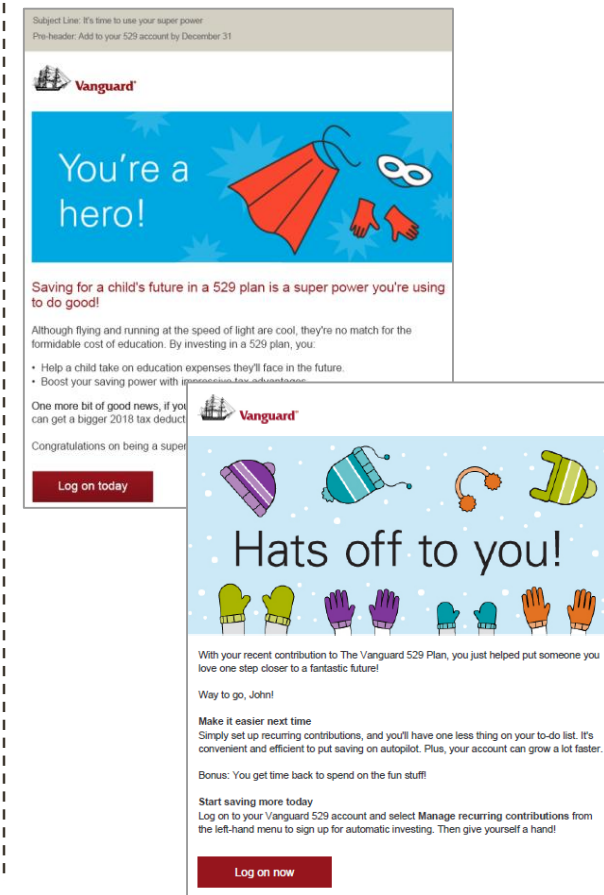 Subject Line: It's time to use your super power
Pre-header: Add to your 529 account by December 31
Vanguard®
You're a
hero!
Saving for a child's future in a 529 plan is a super power you're using
to do good!
Although flying and running at the speed of light are cool, they're no match for the
formidable cost of education. By investing in a 529 plan, you:
• Help a child take on education expenses they'll face in the future.
• Boost your saving power with impressive tax advantages.
One more bit of good news, if you
can get a bigger 2018 tax deduct
Congratulations on being a super
Log on today
Vanguard®
Hats off to you!
With your recent contribution to The Vanguard 529 Plan, you just helped put someone you
love one step closer to a fantastic future!
Way to go, John!
Make it easier next time
Simply set up recurring contributions, and you'll have one less thing on your to-do list. It's
convenient and efficient to put saving on autopilot. Plus, your account can grow a lot faster.
Bonus: You get time back to spend on the fun stuff!
Start saving more today
Log on to your Vanguard 529 account and select Manage recurring contributions from
the left-hand menu to sign up for automatic investing. Then give yourself a hand!
Log on now